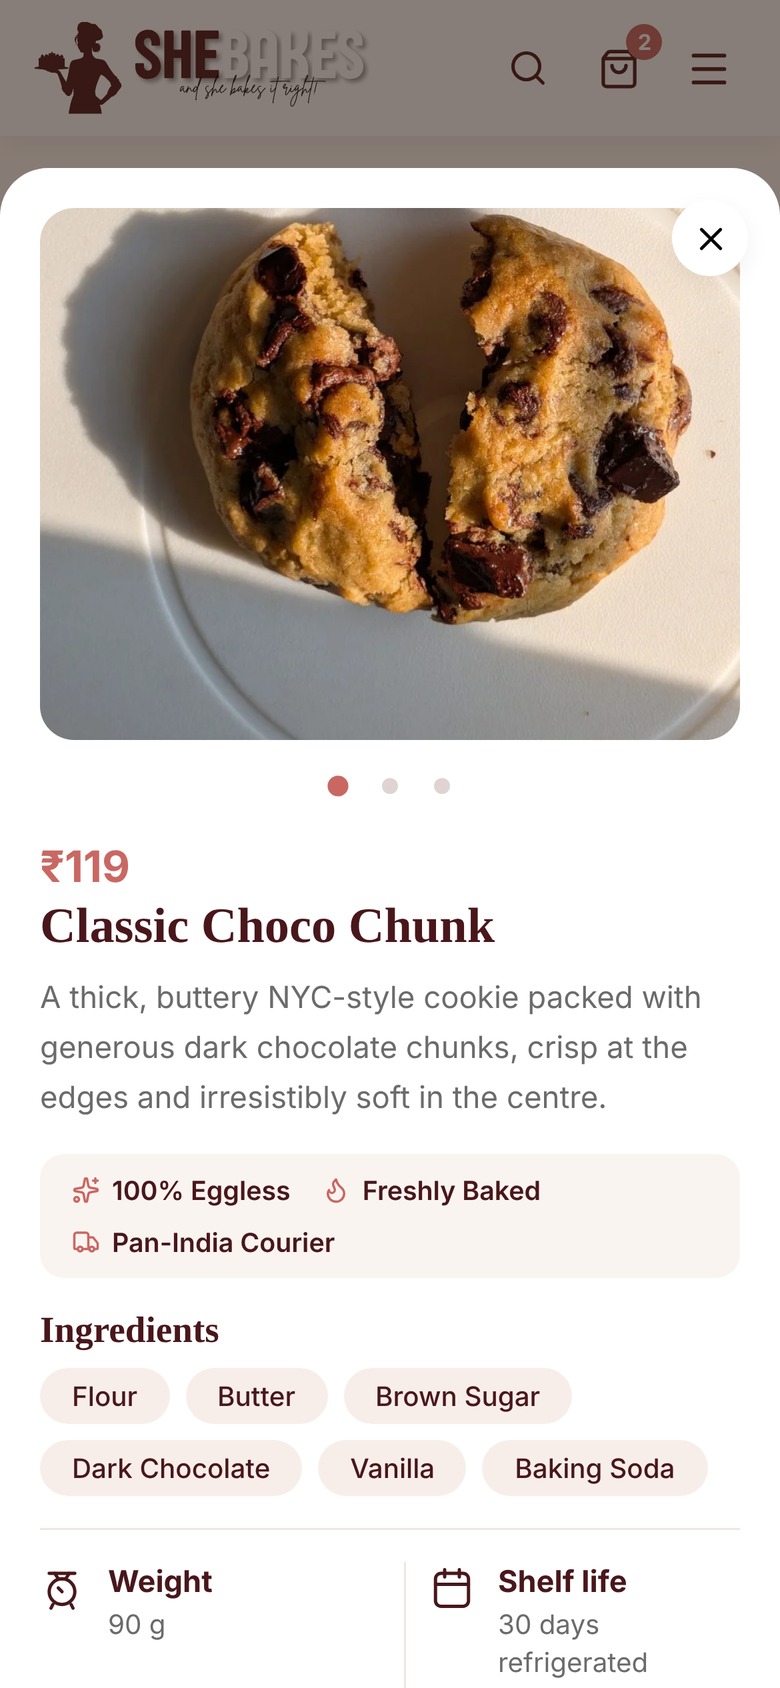 SHEBAKES
and she bakes it right!
2
₹119
Classic Choco Chunk
A thick, buttery NYC-style cookie packed with
generous dark chocolate chunks, crisp at the
edges and irresistibly soft in the centre.
100% Eggless Freshly Baked
Pan-India Courier
Ingredients
Flour Butter Brown Sugar
Dark Chocolate Vanilla Baking Soda
Weight Shelf life
90 g 30 days
refrigerated